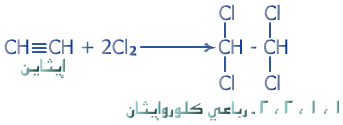 Cl Cl
CH≡CH + 2Cl₂ ⟶ CH - CH
إيثاين
Cl Cl
١ ، ١ ، ٢ ، ٢ - رباعي كلوروإيثان